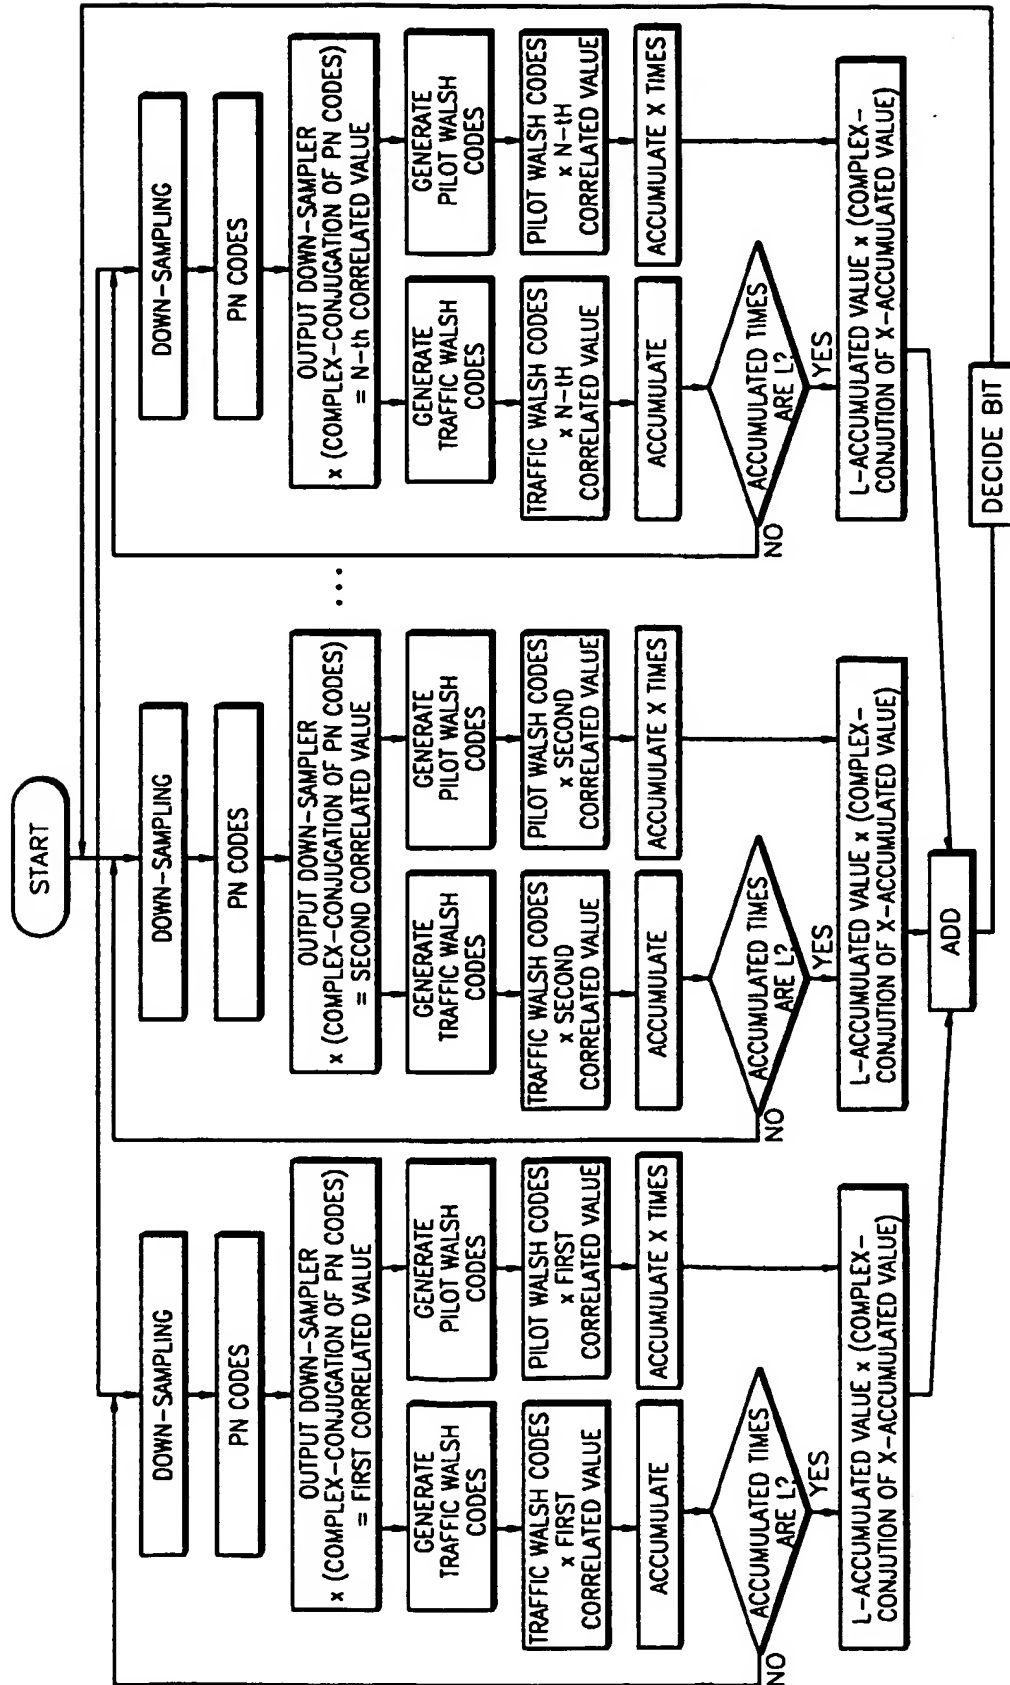 START
DOWN-SAMPLING
PN CODES
OUTPUT DOWN-SAMPLER
x (COMPLEX-CONJUGATION OF PN CODES)
= FIRST CORRELATED VALUE
GENERATE
TRAFFIC WALSH
CODES
GENERATE
PILOT WALSH
CODES
TRAFFIC WALSH CODES
x FIRST
CORRELATED VALUE
PILOT WALSH CODES
x FIRST
CORRELATED VALUE
ACCUMULATE
ACCUMULATE X TIMES
ACCUMULATED TIMES
ARE L?
NO
YES
L-ACCUMULATED VALUE x (COMPLEX-
CONJUTION OF X-ACCUMULATED VALUE)
DOWN-SAMPLING
PN CODES
OUTPUT DOWN-SAMPLER
x (COMPLEX-CONJUGATION OF PN CODES)
= SECOND CORRELATED VALUE
GENERATE
TRAFFIC WALSH
CODES
GENERATE
PILOT WALSH
CODES
TRAFFIC WALSH CODES
x SECOND
CORRELATED VALUE
PILOT WALSH CODES
x SECOND
CORRELATED VALUE
ACCUMULATE
ACCUMULATE X TIMES
ACCUMULATED TIMES
ARE L?
NO
YES
L-ACCUMULATED VALUE x (COMPLEX-
CONJUTION OF X-ACCUMULATED VALUE)
...
DOWN-SAMPLING
PN CODES
OUTPUT DOWN-SAMPLER
x (COMPLEX-CONJUGATION OF PN CODES)
= N-th CORRELATED VALUE
GENERATE
TRAFFIC WALSH
CODES
GENERATE
PILOT WALSH
CODES
TRAFFIC WALSH CODES
x N-tH
CORRELATED VALUE
PILOT WALSH CODES
x N-tH
CORRELATED VALUE
ACCUMULATE
ACCUMULATE X TIMES
ACCUMULATED TIMES
ARE L?
NO
YES
L-ACCUMULATED VALUE x (COMPLEX-
CONJUTION OF X-ACCUMULATED VALUE)
ADD
DECIDE BIT